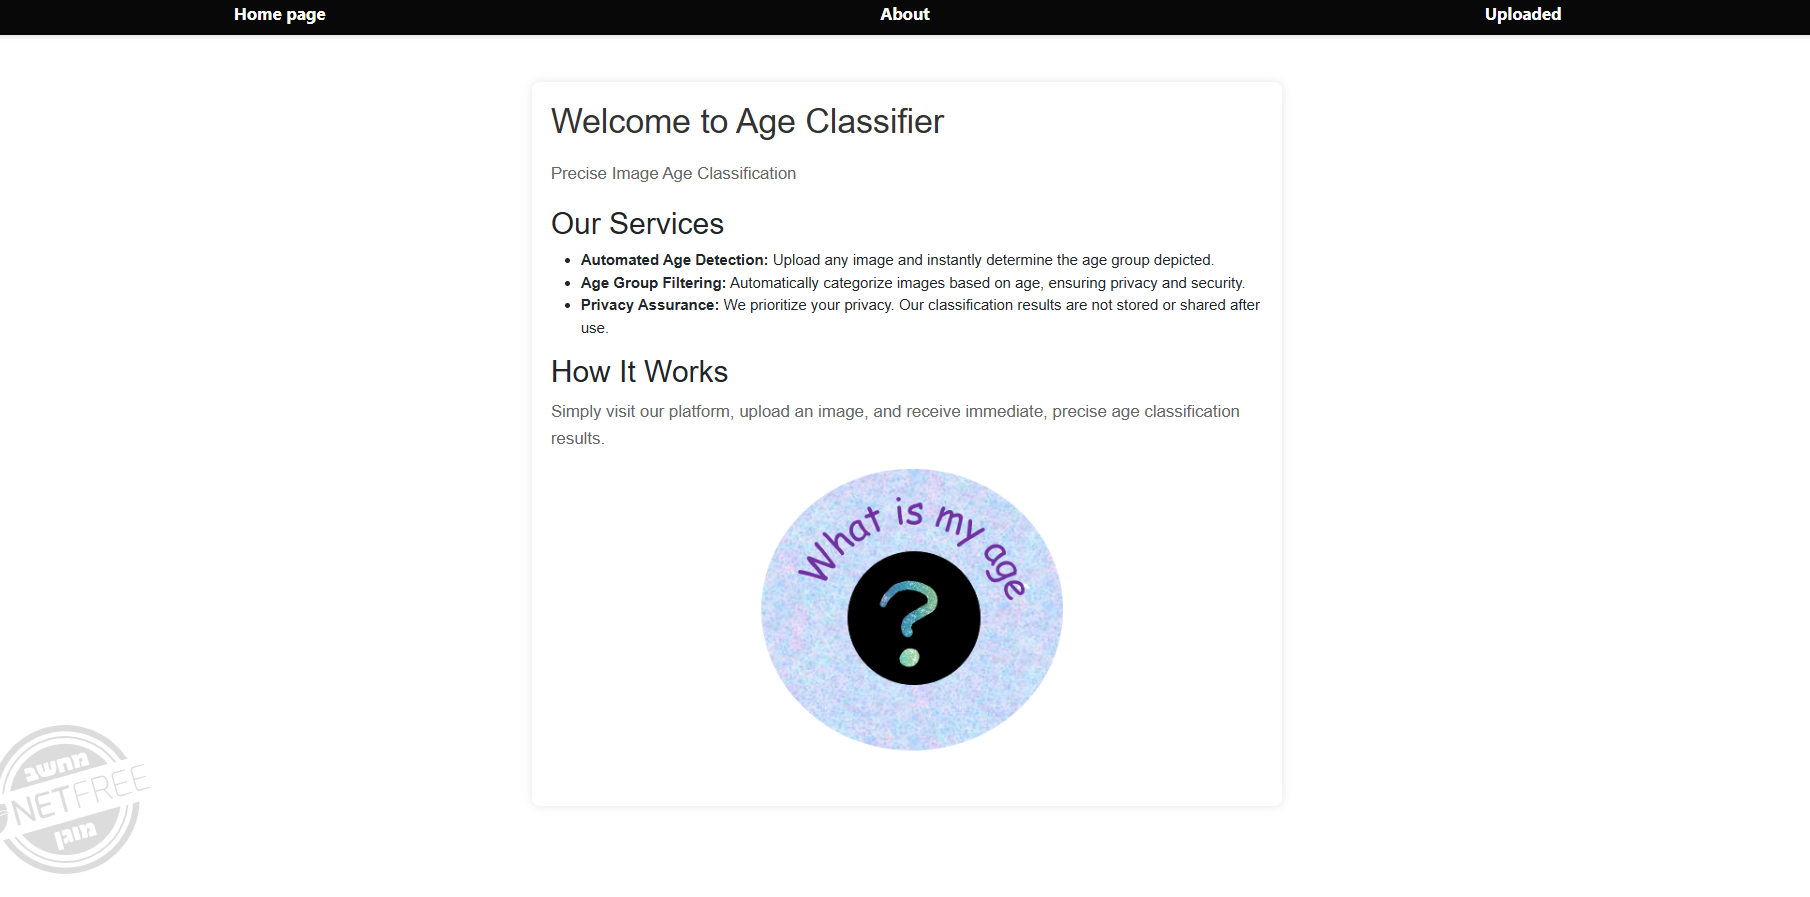 Home page
About
Uploaded
Welcome to Age Classifier
Precise Image Age Classification
Our Services
Automated Age Detection: Upload any image and instantly determine the age group depicted.
Age Group Filtering: Automatically categorize images based on age, ensuring privacy and security.
Privacy Assurance: We prioritize your privacy. Our classification results are not stored or shared after
use.
How It Works
Simply visit our platform, upload an image, and receive immediate, precise age classification
results.
What is my age
?
מחשב
NETFREE
מוגן